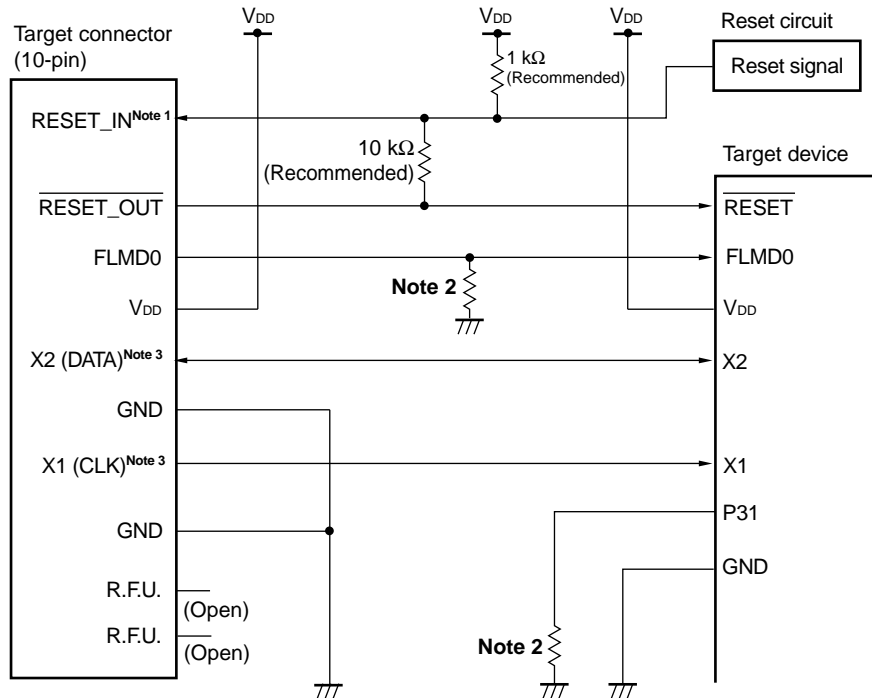 Target connector
(10-pin)
VDD
VDD
VDD
Reset circuit
Reset signal
1 kΩ
(Recommended)
RESET_INNote 1
10 kΩ
(Recommended)
Target device
RESET_OUT
RESET
FLMD0
FLMD0
Note 2
VDD
VDD
X2 (DATA)Note 3
X2
GND
X1 (CLK)Note 3
X1
P31
GND
GND
R.F.U.
(Open)
R.F.U.
(Open)
Note 2